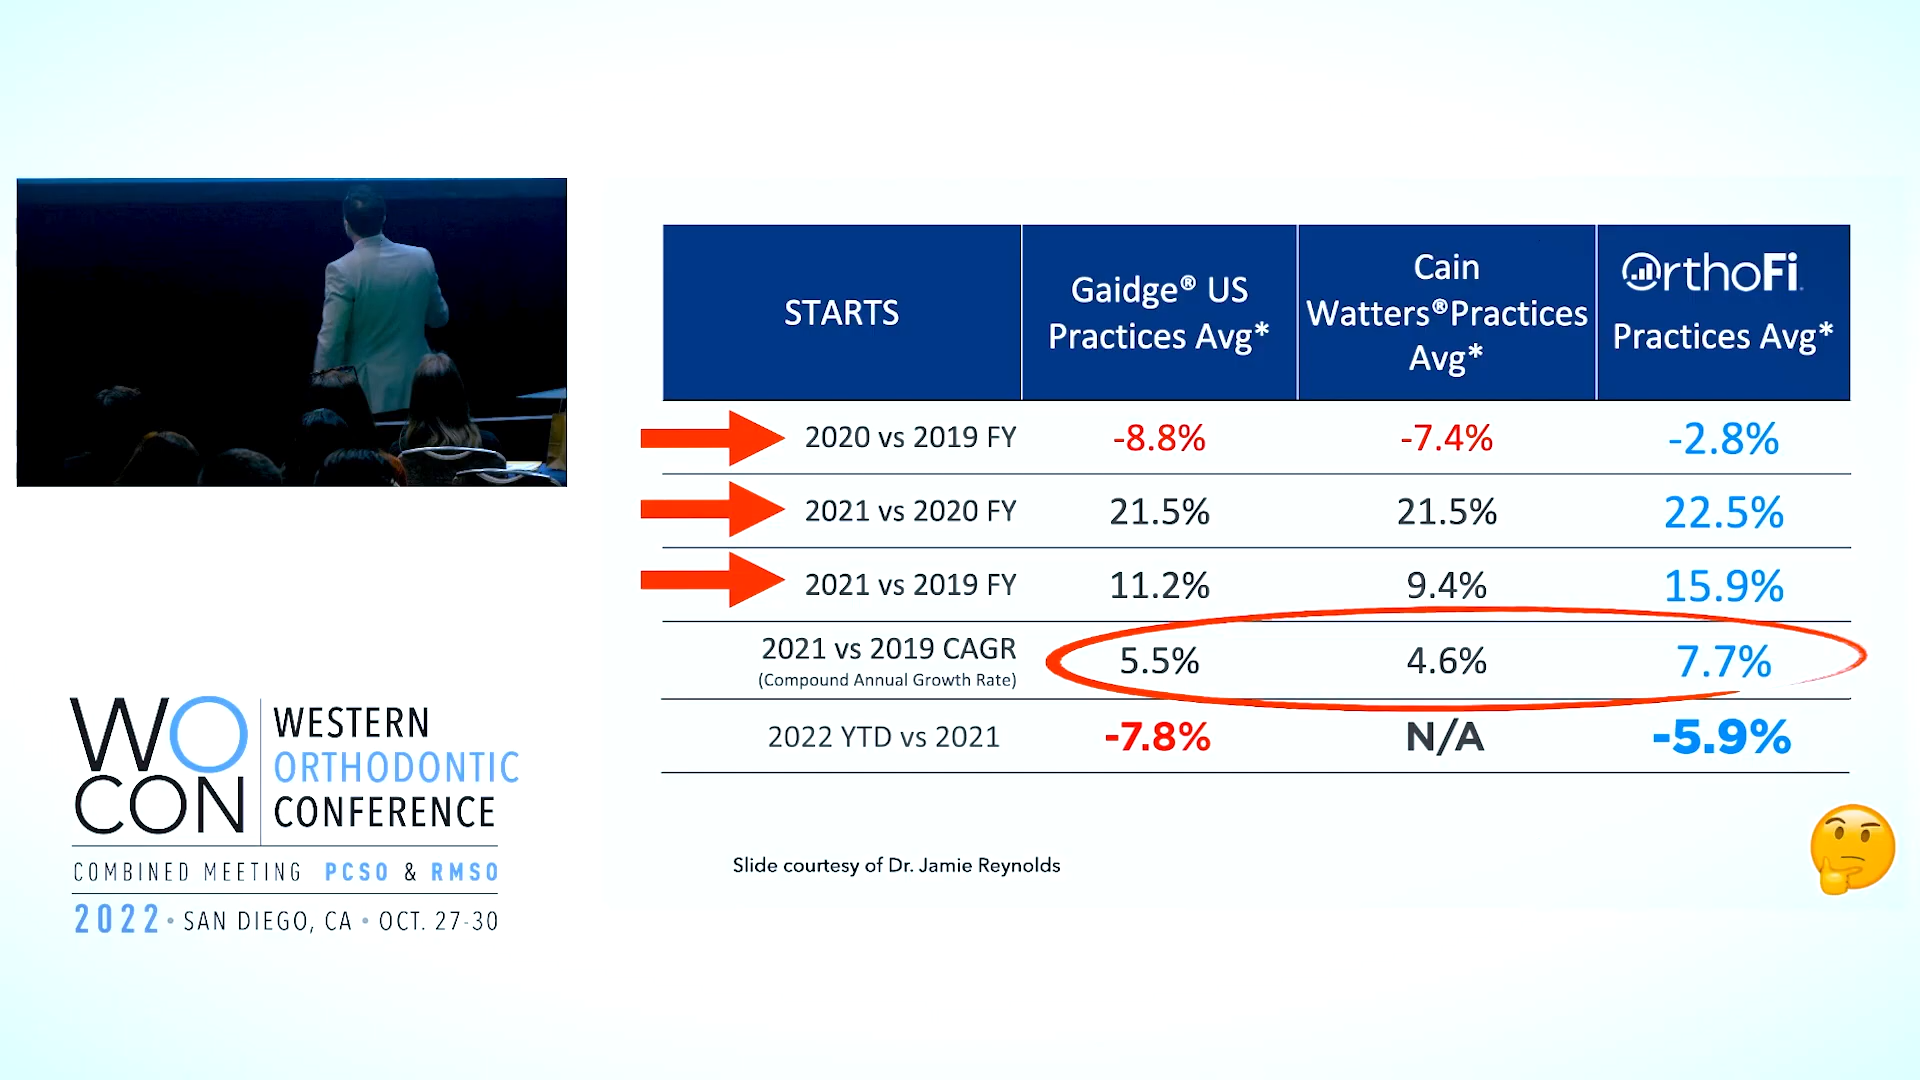 STARTS
Gaidge® US
Practices Avg*
Cain
Watters®Practices
Avg*
OrthoFi
Practices Avg*
2020 vs 2019 FY
-8.8%
-7.4%
-2.8%
2021 vs 2020 FY
21.5%
21.5%
22.5%
2021 vs 2019 FY
11.2%
9.4%
15.9%
2021 vs 2019 CAGR
(Compound Annual Growth Rate)
5.5%
4.6%
7.7%
2022 YTD vs 2021
-7.8%
N/A
-5.9%
Slide courtesy of Dr. Jamie Reynolds
WO
CON
WESTERN
ORTHODONTIC
CONFERENCE
COMBINED MEETING PCSO & RMSO
2022 • SAN DIEGO, CA • OCT. 27-30